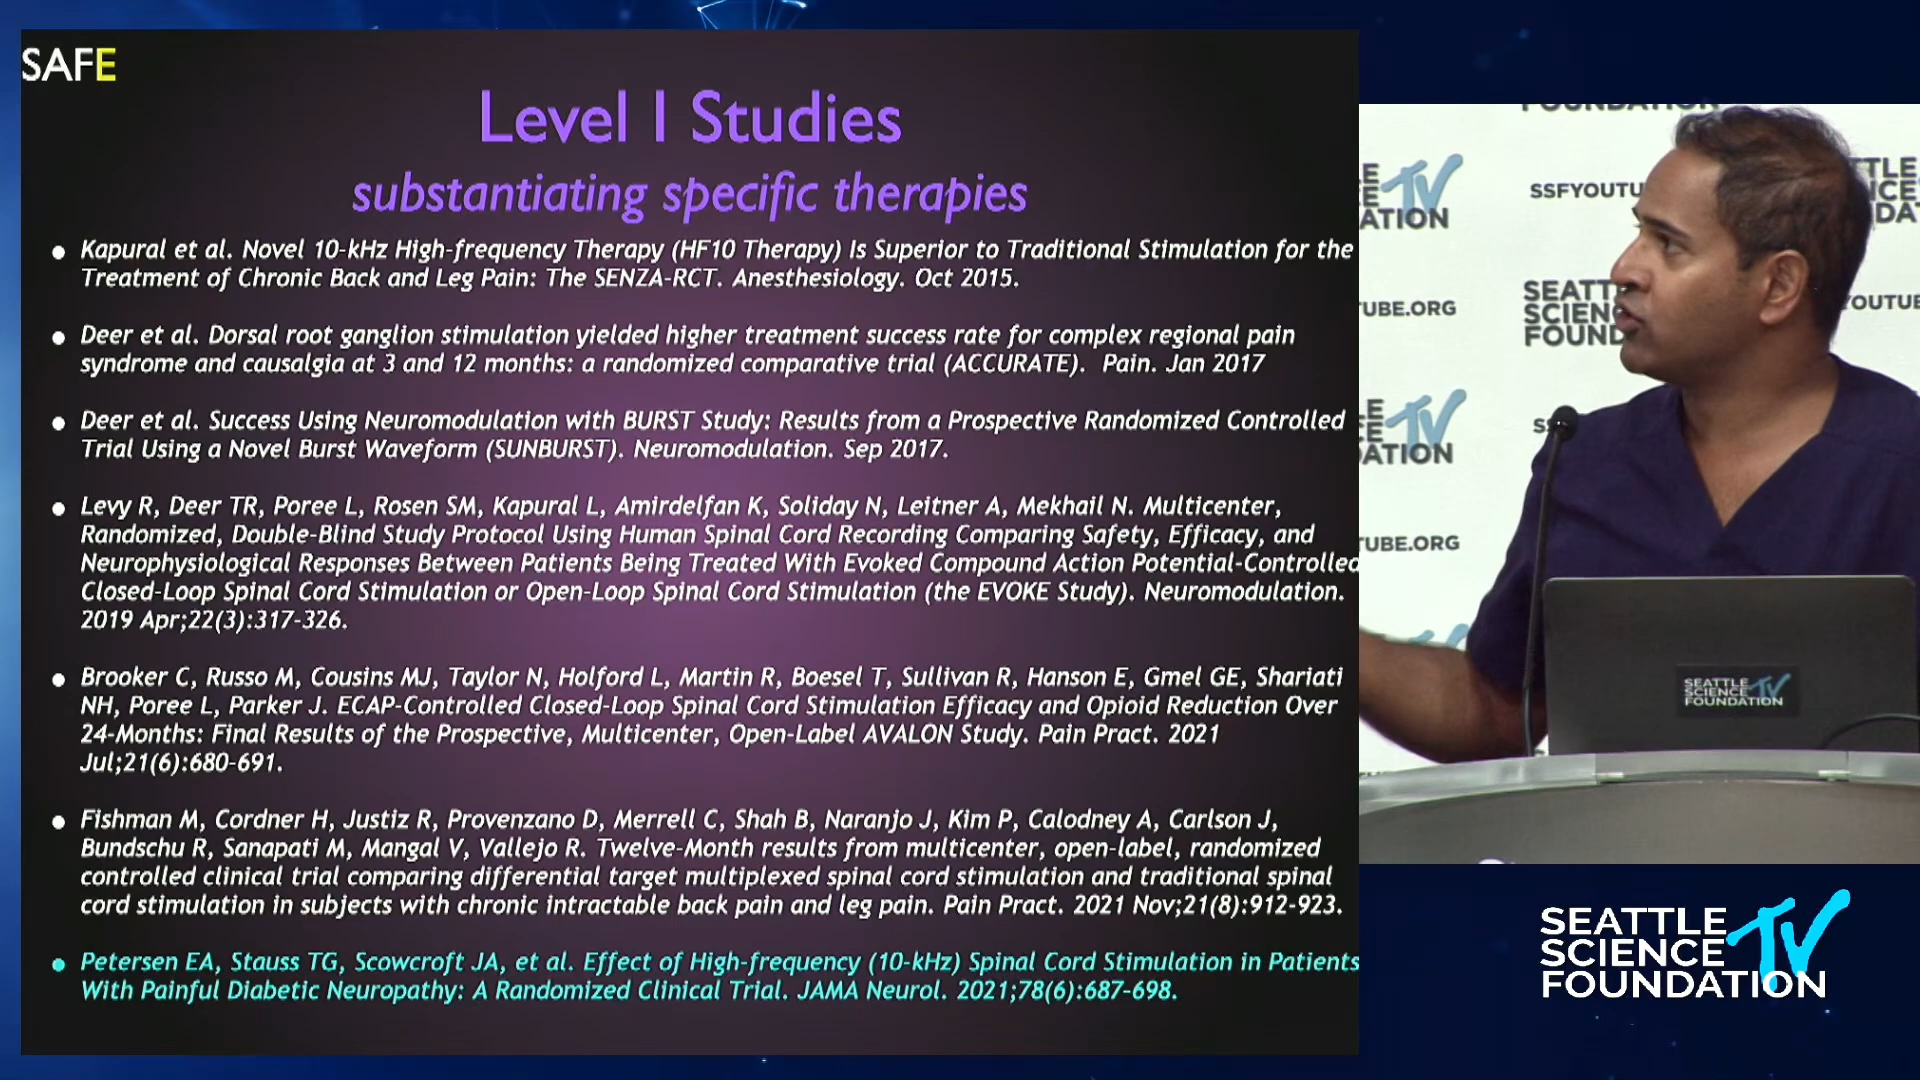 SAFE
Level I Studies
substantiating specific therapies
• Kapural et al. Novel 10-kHz High-frequency Therapy (HF10 Therapy) Is Superior to Traditional Stimulation for the
Treatment of Chronic Back and Leg Pain: The SENZA-RCT. Anesthesiology. Oct 2015.
• Deer et al. Dorsal root ganglion stimulation yielded higher treatment success rate for complex regional pain
syndrome and causalgia at 3 and 12 months: a randomized comparative trial (ACCURATE). Pain. Jan 2017
• Deer et al. Success Using Neuromodulation with BURST Study: Results from a Prospective Randomized Controlled
Trial Using a Novel Burst Waveform (SUNBURST). Neuromodulation. Sep 2017.
• Levy R, Deer TR, Poree L, Rosen SM, Kapural L, Amirdelfan K, Soliday N, Leitner A, Mekhail N. Multicenter,
Randomized, Double-Blind Study Protocol Using Human Spinal Cord Recording Comparing Safety, Efficacy, and
Neurophysiological Responses Between Patients Being Treated With Evoked Compound Action Potential-Controlled
Closed-Loop Spinal Cord Stimulation or Open-Loop Spinal Cord Stimulation (the EVOKE Study). Neuromodulation.
2019 Apr;22(3):317-326.
• Brooker C, Russo M, Cousins MJ, Taylor N, Holford L, Martin R, Boesel T, Sullivan R, Hanson E, Gmel GE, Shariati
NH, Poree L, Parker J. ECAP-Controlled Closed-Loop Spinal Cord Stimulation Efficacy and Opioid Reduction Over
24-Months: Final Results of the Prospective, Multicenter, Open-Label AVALON Study. Pain Pract. 2021
Jul;21(6):680-691.
• Fishman M, Cordner H, Justiz R, Provenzano D, Merrell C, Shah B, Naranjo J, Kim P, Calodney A, Carlson J,
Bundschu R, Sanapati M, Mangal V, Vallejo R. Twelve-Month results from multicenter, open-label, randomized
controlled clinical trial comparing differential target multiplexed spinal cord stimulation and traditional spinal
cord stimulation in subjects with chronic intractable back pain and leg pain. Pain Pract. 2021 Nov;21(8):912-923.
• Petersen EA, Stauss TG, Scowcroft JA, et al. Effect of High-frequency (10-kHz) Spinal Cord Stimulation in Patients
With Painful Diabetic Neuropathy: A Randomized Clinical Trial. JAMA Neurol. 2021;78(6):687-698.
FOUNDATION
TV
ATION
SSFYOUTU
UBE.ORG
SEATT
SCIENC
FOUND
OUTUB
TV
ATION
TUBE.ORG
SEATTLE
SCIENCE TV
FOUNDATION
SEATTLE
SCIENCE TV
FOUNDATION